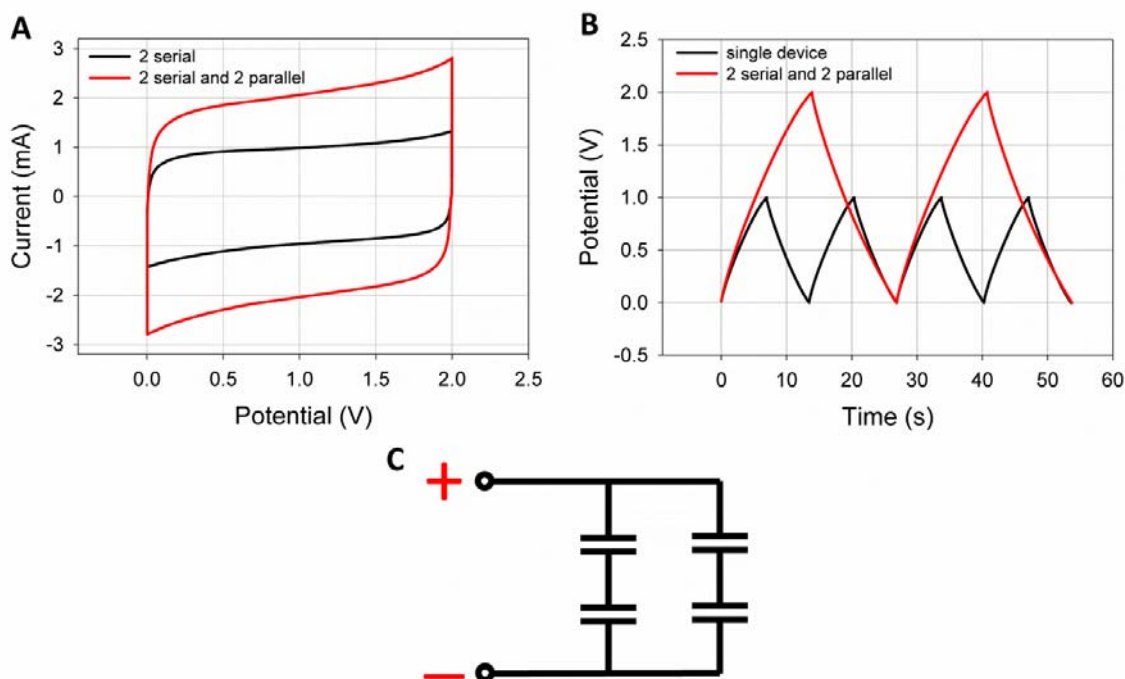 A
2 serial
2 serial and 2 parallel
Current (mA)
3
2
1
0
-1
-2
-3
0.0 0.5 1.0 1.5 2.0 2.5
Potential (V)
B
single device
2 serial and 2 parallel
Potential (V)
2.5
2.0
1.5
1.0
0.5
0.0
-0.5
0 10 20 30 40 50 60
Time (s)
C
+
−